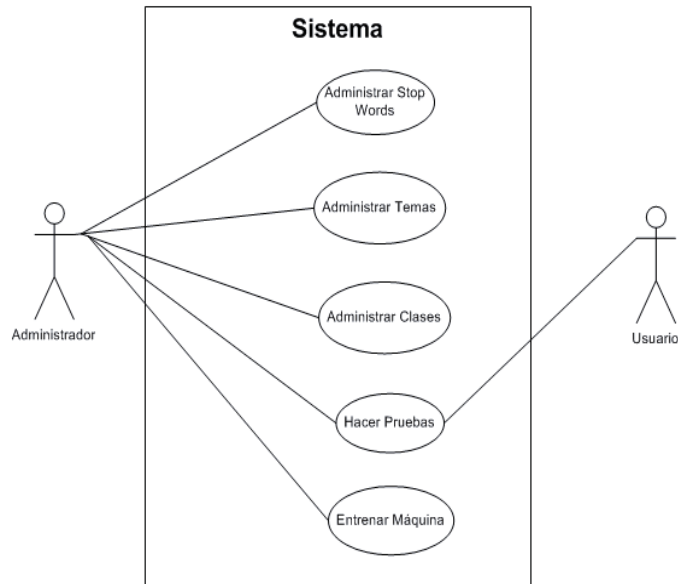 Sistema
Administrar Stop
Words
Administrar Temas
Administrador
Administrar Clases
Usuario
Hacer Pruebas
Entrenar Máquina